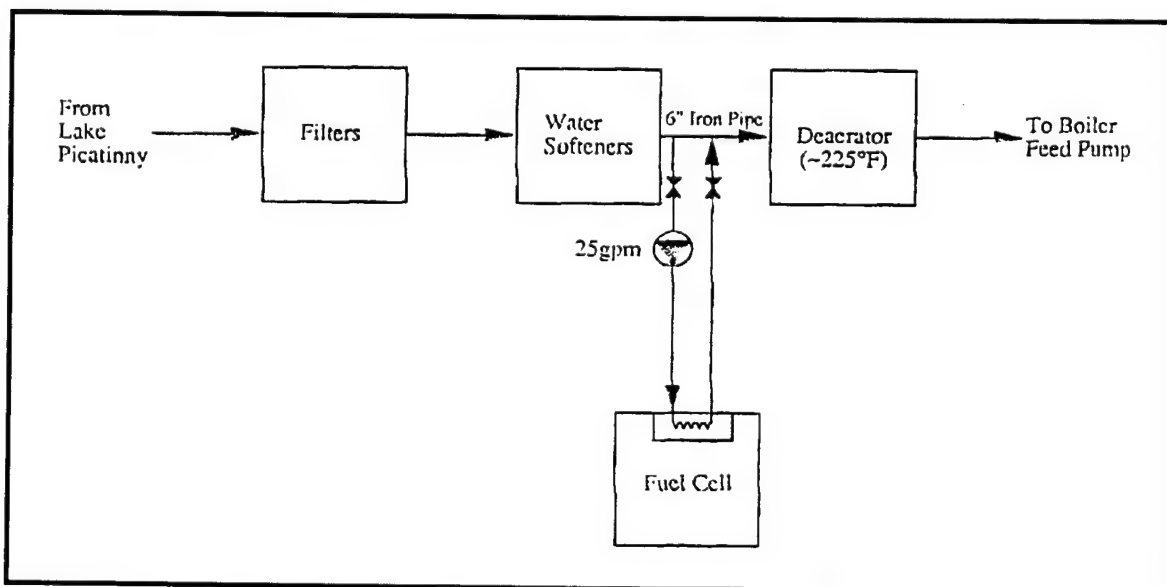 From
Lake
Picatinny
Filters
Water
Softeners
6" Iron Pipe
Deaerator
(~225°F)
To Boiler
Feed Pump
25gpm
Fuel Cell